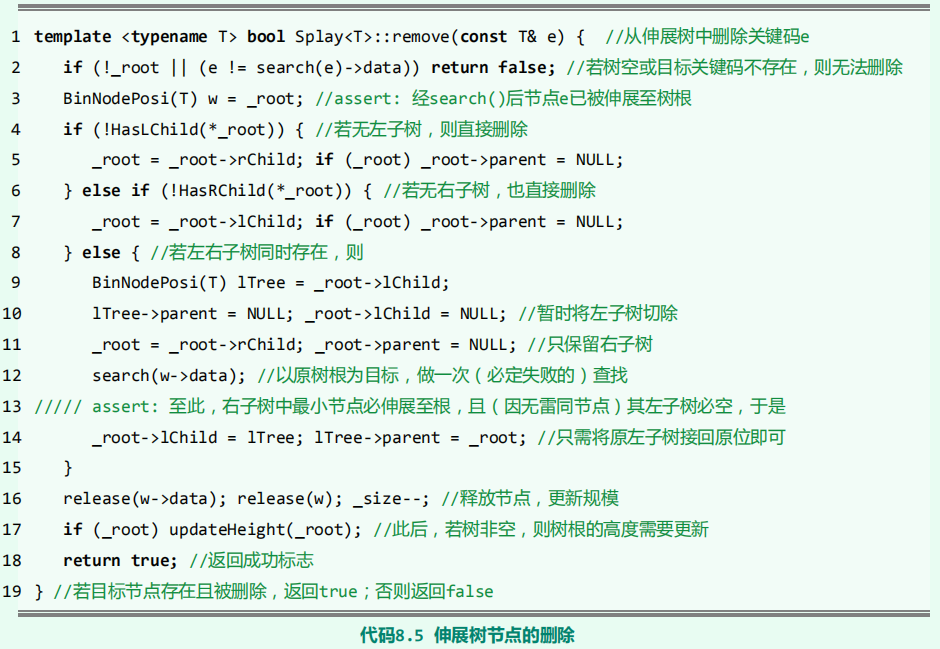 1 template <typename T> bool Splay<T>::remove(const T& e) { //从伸展树中删除关键码e
2 if (!_root || (e != search(e)->data)) return false; //若树空或目标关键码不存在，则无法删除
3 BinNodePosi(T) w = _root; //assert: 经search()后节点e已被伸展至树根
4 if (!HasLChild(*_root)) { //若无左子树，则直接删除
5 _root = _root->rChild; if (_root) _root->parent = NULL;
6 } else if (!HasRChild(*_root)) { //若无右子树，也直接删除
7 _root = _root->lChild; if (_root) _root->parent = NULL;
8 } else { //若左右子树同时存在，则
9 BinNodePosi(T) lTree = _root->lChild;
10 lTree->parent = NULL; _root->lChild = NULL; //暂时将左子树切除
11 _root = _root->rChild; _root->parent = NULL; //只保留右子树
12 search(w->data); //以原树根为目标，做一次（必定失败的）查找
13 ///// assert: 至此，右子树中最小节点必伸展至根，且（因无雷同节点）其左子树必空，于是
14 _root->lChild = lTree; lTree->parent = _root; //只需将原左子树接回原位即可
15 }
16 release(w->data); release(w); _size--; //释放节点，更新规模
17 if (_root) updateHeight(_root); //此后，若树非空，则树根的高度需要更新
18 return true; //返回成功标志
19 } //若目标节点存在且被删除，返回true；否则返回false
代码8.5 伸展树节点的删除